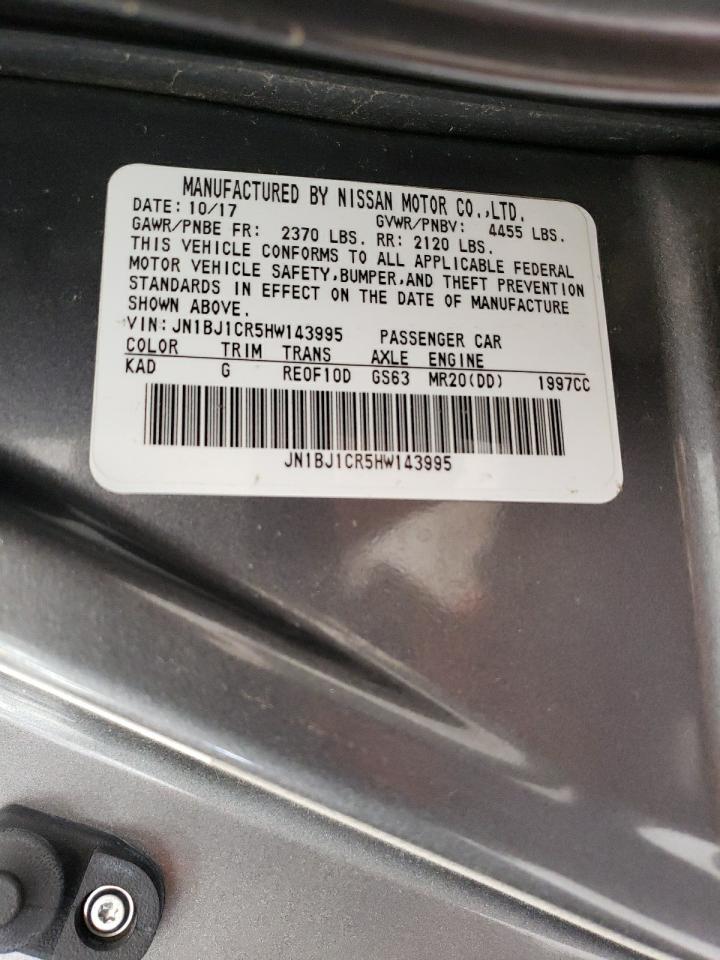 MANUFACTURED BY NISSAN MOTOR CO.,LTD.
DATE: 10/17 GVWR/PNBV: 4455 LBS.
GAWR/PNBE FR: 2370 LBS. RR: 2120 LBS.
THIS VEHICLE CONFORMS TO ALL APPLICABLE FEDERAL
MOTOR VEHICLE SAFETY,BUMPER,AND THEFT PREVENTION
STANDARDS IN EFFECT ON THE DATE OF MANUFACTURE
SHOWN ABOVE.
VIN: JN1BJ1CR5HW143995 PASSENGER CAR
COLOR TRIM TRANS AXLE ENGINE
KAD G RE0F10D GS63 MR20(DD) 1997CC
JN1BJ1CR5HW143995